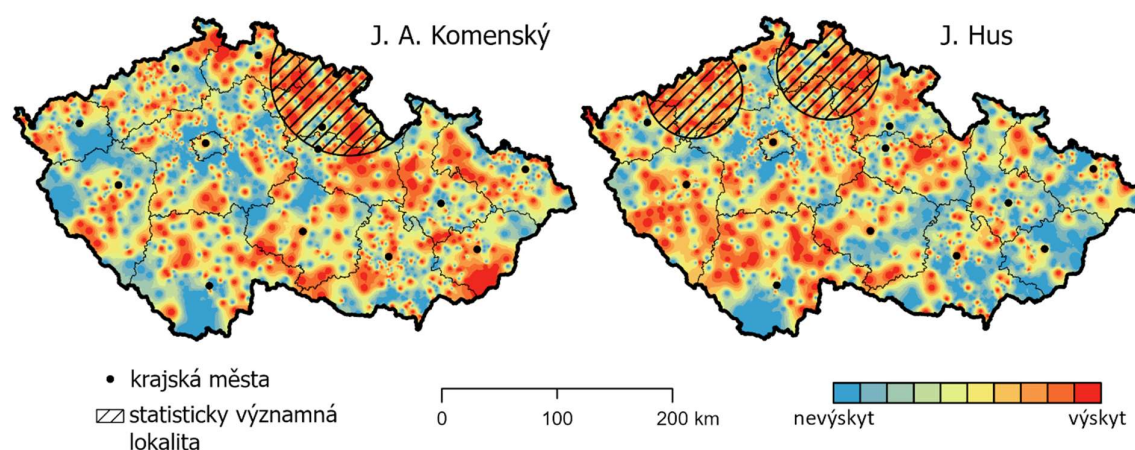 J. A. Komenský
J. Hus
krajská města
statisticky významná
lokalita
0 100 200 km
nevýskyt výskyt